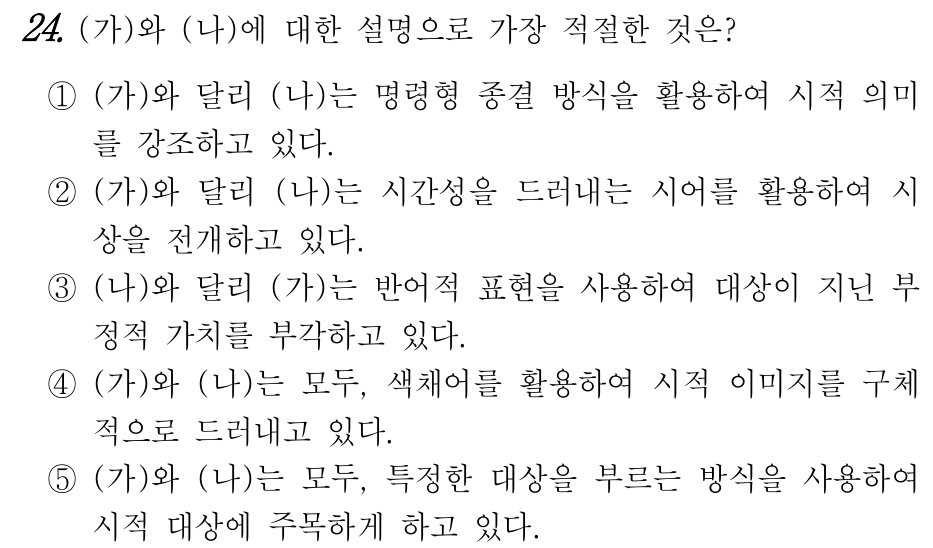 24. (가)와 (나)에 대한 설명으로 가장 적절한 것은?
① (가)와 달리 (나)는 명령형 종결 방식을 활용하여 시적 의미
를 강조하고 있다.
② (가)와 달리 (나)는 시간성을 드러내는 시어를 활용하여 시
상을 전개하고 있다.
③ (나)와 달리 (가)는 반어적 표현을 사용하여 대상이 지닌 부
정적 가치를 부각하고 있다.
④ (가)와 (나)는 모두, 색채어를 활용하여 시적 이미지를 구체
적으로 드러내고 있다.
⑤ (가)와 (나)는 모두, 특정한 대상을 부르는 방식을 사용하여
시적 대상에 주목하게 하고 있다.